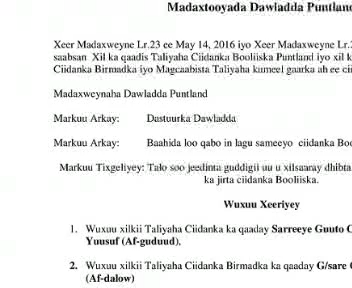 Madaxtooyada Dawladda Puntland
Xeer Madaxweyne Lr.23 ee May 14, 2016 iyo Xeer Madaxweyne Lr.
saabsan Xil ka qaadis Taliyaha Ciidanka Booliiska Puntland iyo xil k
Ciidanka Birmadka iyo Magcaabista Taliyaha kumeel gaarka ah ee cii
Madaxweynaha Dawladda Puntland
Markuu Arkay: Dastuurka Dawladda
Markuu Arkay: Baahida loo qabo in lagu sameeyo ciidanka Boo
Markuu Tixgeliyey: Talo soo jeedinta guddigii uu u xilsaaray dhibta
ka jirta ciidanka Booliiska.
Wuxuu Xeeriyey
1. Wuxuu xilkii Taliyaha Ciidanka ka qaaday Sarreeye Guuto C
Yuusuf (Af-guduud),
2. Wuxuu xilkii Taliyaha Ciidanka Birmadka ka qaaday G/sare
(Af-dalow)